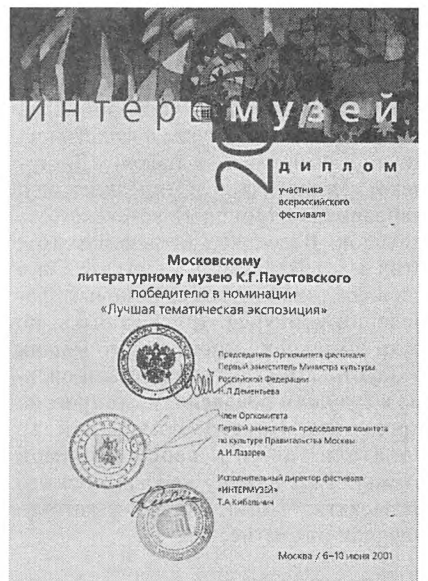 интер музей
20
диплом
участника
всероссийского
фестиваля
Московскому
литературному музею К.Г.Паустовского
победителю в номинации
«Лучшая тематическая экспозиция»
Председатель Оргкомитета фестиваля
Первый заместитель Министра культуры
Российской Федерации
Н.Л.Дементьева
Член Оргкомитета
Первый заместитель председателя комитета
по культуре Правительства Москвы
А.И.Лазарев
Исполнительный директор фестиваля
«ИНТЕРМУЗЕЙ»
Т.А.Кибальчич
Москва / 6–10 июня 2001